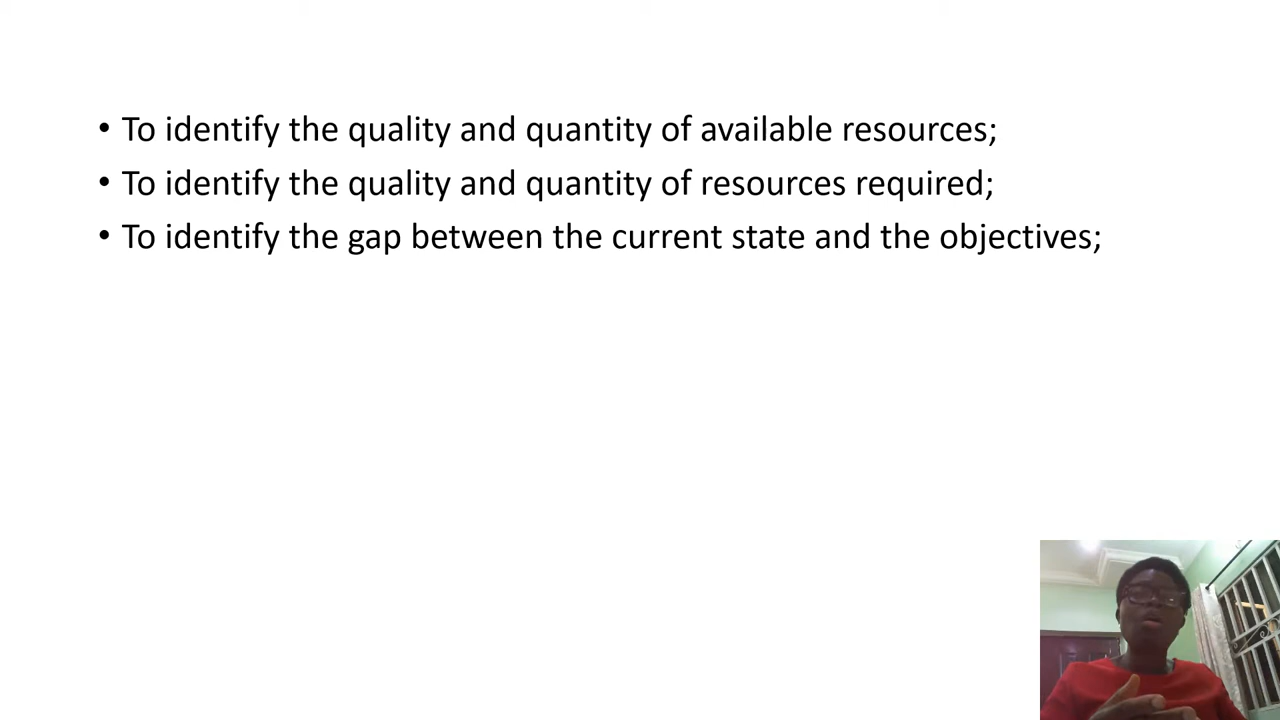 • To identify the quality and quantity of available resources;
• To identify the quality and quantity of resources required;
• To identify the gap between the current state and the objectives;